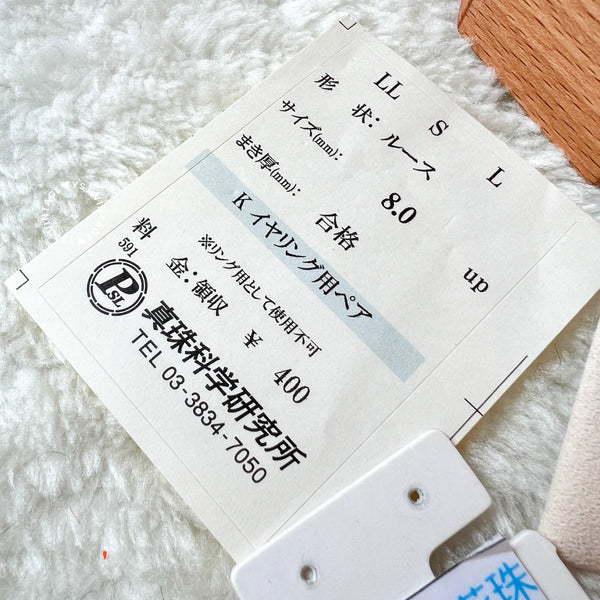 LL S L
形 状: ルース
サイズ(mm): 8.0 up
まき厚(mm): 合格
K イヤリング用ペア
※リング用として使用不可
料 金: 領収 ¥ 400
591
PSL
真珠科学研究所
TEL 03-3834-7050
珠